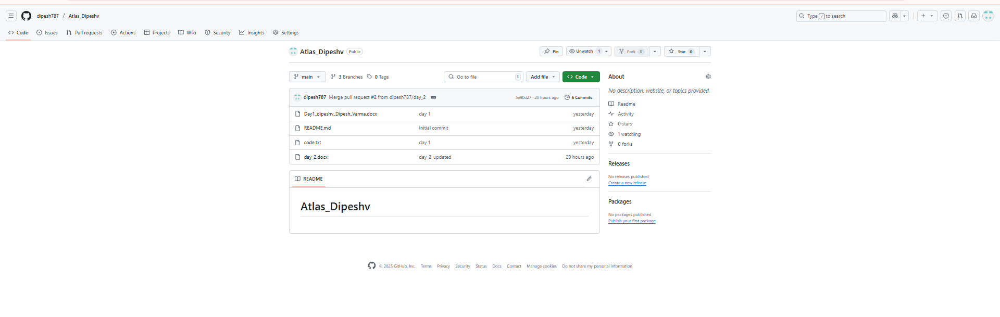 dipesh787 / Atlas_Dipeshv
Type / to search
Code Issues Pull requests Actions Projects Wiki Security Insights Settings
Atlas_Dipeshv Public
Pin Unwatch 1 Fork 0 Star 0
main 3 Branches 0 Tags
Go to file t Add file Code
dipesh787 Merge pull request #2 from dipesh787/day_2 5e90d27 · 20 hours ago 6 Commits
Day1_dipeshv_Dipesh_Varma.docx day 1 yesterday
README.md Initial commit yesterday
code.txt day 1 yesterday
day_2.docx day_2_updated 20 hours ago
README
Atlas_Dipeshv
About
No description, website, or topics provided.
Readme
Activity
0 stars
1 watching
0 forks
Releases
No releases published
Create a new release
Packages
No packages published
Publish your first package
© 2025 GitHub, Inc. Terms Privacy Security Status Docs Contact Manage cookies Do not share my personal information